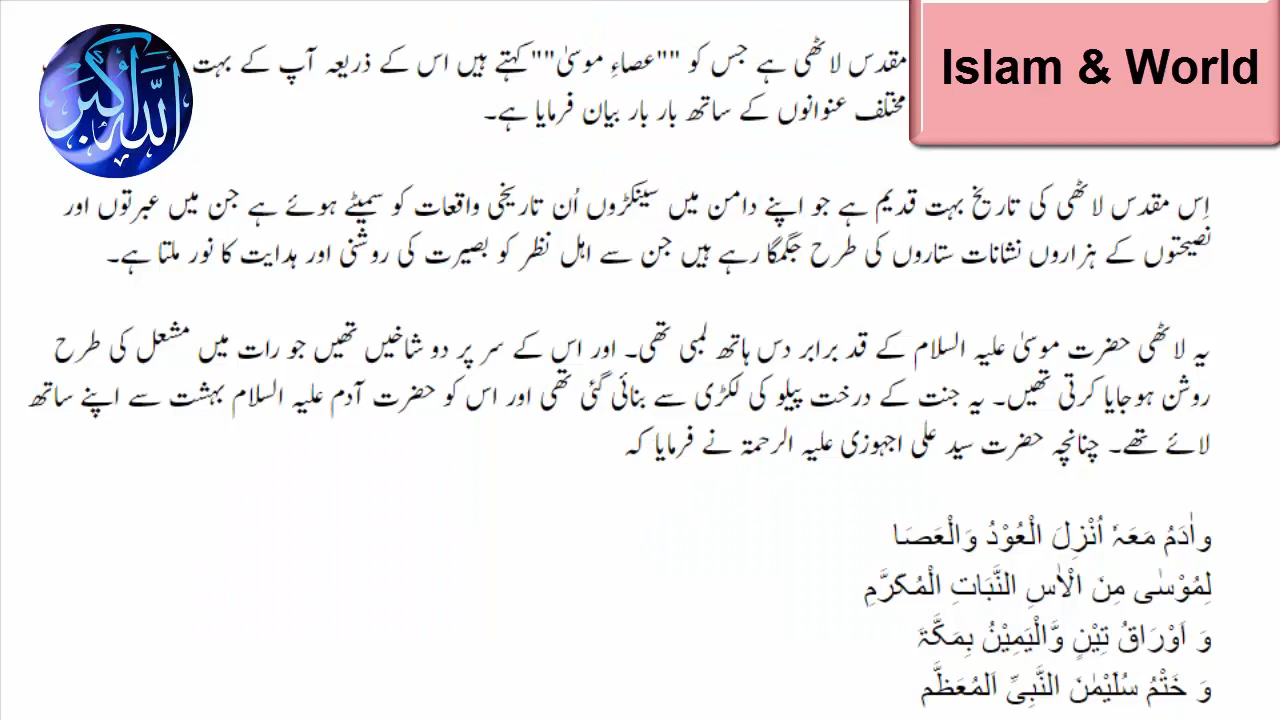 Islam & World
اللہ اکبر
مقدس لاٹھی ہے جس کو ""عصاءِ موسیٰ""کہتے ہیں اس کے ذریعہ آپ کے بہت
مختلف عنوانوں کے ساتھ بار بار بیان فرمایا ہے۔
اِس مقدس لاٹھی کی تاریخ بہت قدیم ہے جو اپنے دامن میں سینکڑوں اُن تاریخی واقعات کو سمیٹے ہوئے ہے جن میں عبرتوں اور
نصیحتوں کے ہزاروں نشانات ستاروں کی طرح جگمگا رہے ہیں جن سے اہل نظر کو بصیرت کی روشنی اور ہدایت کا نور ملتا ہے۔
یہ لاٹھی حضرت موسیٰ علیہ السلام کے قد برابر دس ہاتھ لمبی تھی۔ اور اس کے سر پر دو شاخیں تھیں جو رات میں مشعل کی طرح
روشن ہوجایا کرتی تھیں۔ یہ جنت کے درخت پیلو کی لکڑی سے بنائی گئی تھی اور اس کو حضرت آدم علیہ السلام بہشت سے اپنے ساتھ
لائے تھے۔ چنانچہ حضرت سید علی اجہوزی علیہ الرحمۃ نے فرمایا کہ
واٰدَمُ مَعَہٗ اُنْزِلَ الْعُوْدُ وَالْعَصَا
لِمُوْسٰی مِنَ الْاٰسِ النَّبَاتِ الْمُکَرَّمِ
وَ اَوْرَاقُ تِیْنٍ وَّالْیَمِیْنُ بِمَکَّۃَ
وَ خَتْمُ سُلَیْمٰنَ النَّبِیِّ الْمُعَظَّم